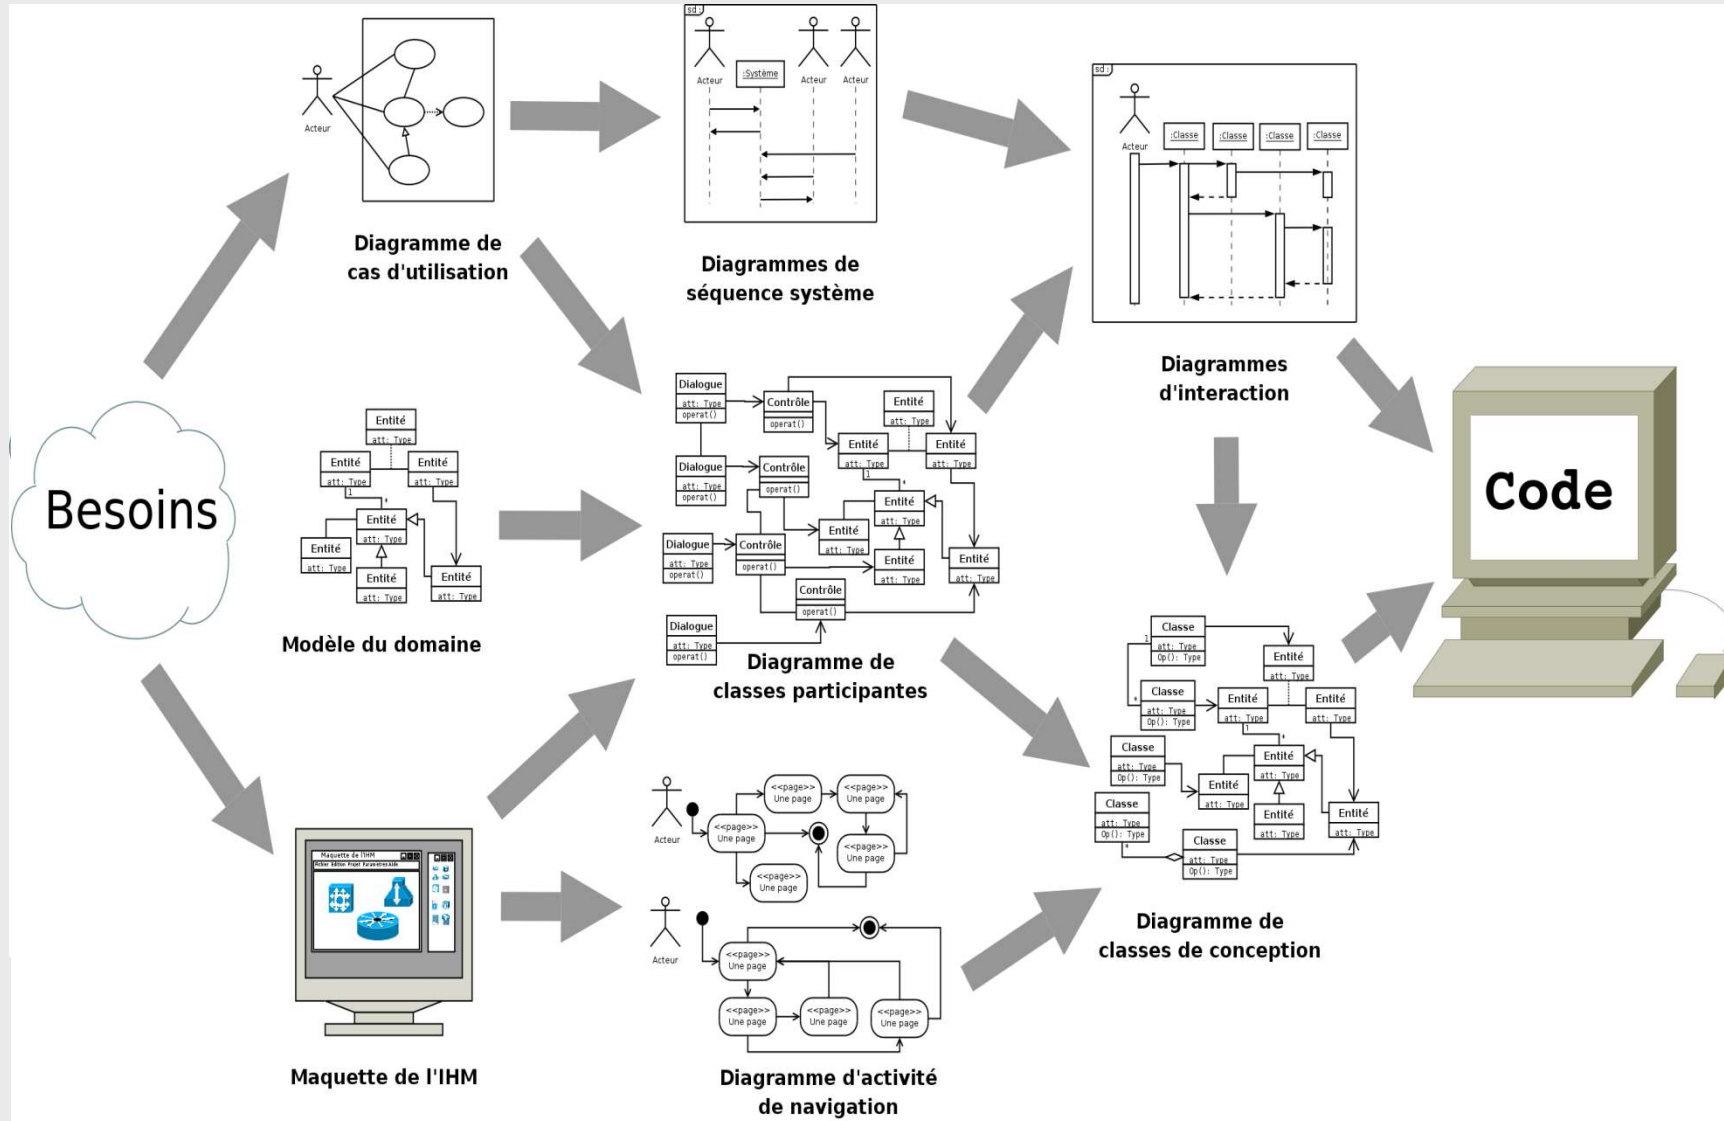 Acteur
Diagramme de
cas d'utilisation
sd :
Acteur
:Système
Acteur
Acteur
Diagrammes de
séquence système
sd :
Acteur
:Classe
:Classe
:Classe
:Classe
Diagrammes
d'interaction
Besoins
Entité
att: Type
Entité
att: Type
Entité
att: Type
1
*
Entité
att: Type
Entité
att: Type
Entité
att: Type
Entité
att: Type
Modèle du domaine
Dialogue
att: Type
operat()
Contrôle
operat()
Entité
att: Type
Entité
att: Type
Entité
att: Type
Dialogue
att: Type
operat()
Contrôle
operat()
1
*
Entité
att: Type
Entité
att: Type
Dialogue
att: Type
operat()
Contrôle
operat()
Entité
att: Type
Entité
att: Type
Contrôle
operat()
Dialogue
att: Type
operat()
Diagramme de
classes participantes
Code
Classe
att: Type
Op(): Type
1
Entité
att: Type
*
Classe
att: Type
Op(): Type
Entité
att: Type
Entité
att: Type
1
*
Classe
att: Type
Op(): Type
Entité
att: Type
Entité
att: Type
Classe
att: Type
Op(): Type
*
Entité
att: Type
Entité
att: Type
Classe
att: Type
Op(): Type
Diagramme de
classes de conception
Maquette de l'IHM
Fichier Edition Projet Paramètres Aide
Maquette de l'IHM
Acteur
<<page>>
Une page
<<page>>
Une page
<<page>>
Une page
<<page>>
Une page
<<page>>
Une page
Acteur
<<page>>
Une page
<<page>>
Une page
<<page>>
Une page
<<page>>
Une page
Diagramme d'activité
de navigation